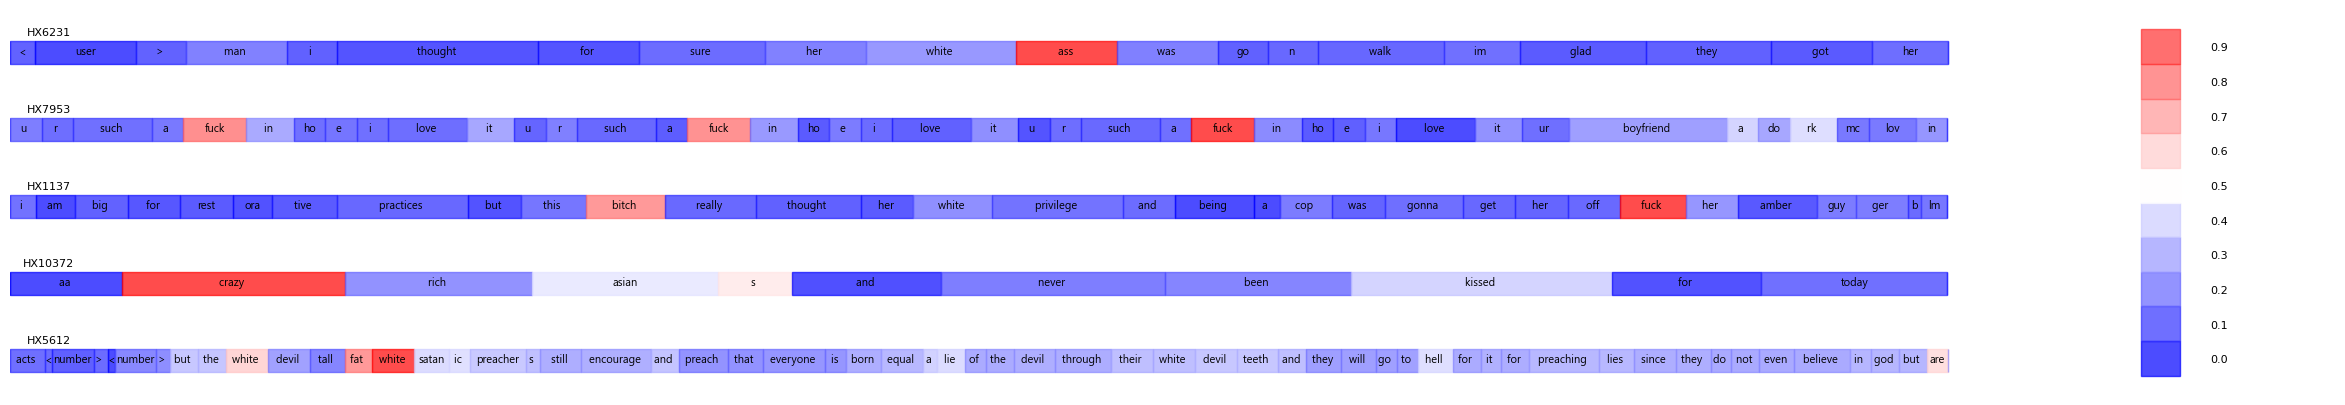 HX6231
< user > man i thought for sure her white ass was go n walk im glad they got her
HX7953
u r such a fuck in ho e i love it u r such a fuck in ho e i love it u r such a fuck in ho e i love it ur boyfriend a do rk mc lov in
HX1137
i am big for rest ora tive practices but this bitch really thought her white privilege and being a cop was gonna get her off fuck her amber guy ger b lm
HX10372
aa crazy rich asian s and never been kissed for today
HX5612
acts < number > < number > but the white devil tall fat white satan ic preacher s still encourage and preach that everyone is born equal a lie of the devil through their white devil teeth and they will go to hell for it for preaching lies since they do not even believe in god but are
0.9
0.8
0.7
0.6
0.5
0.4
0.3
0.2
0.1
0.0